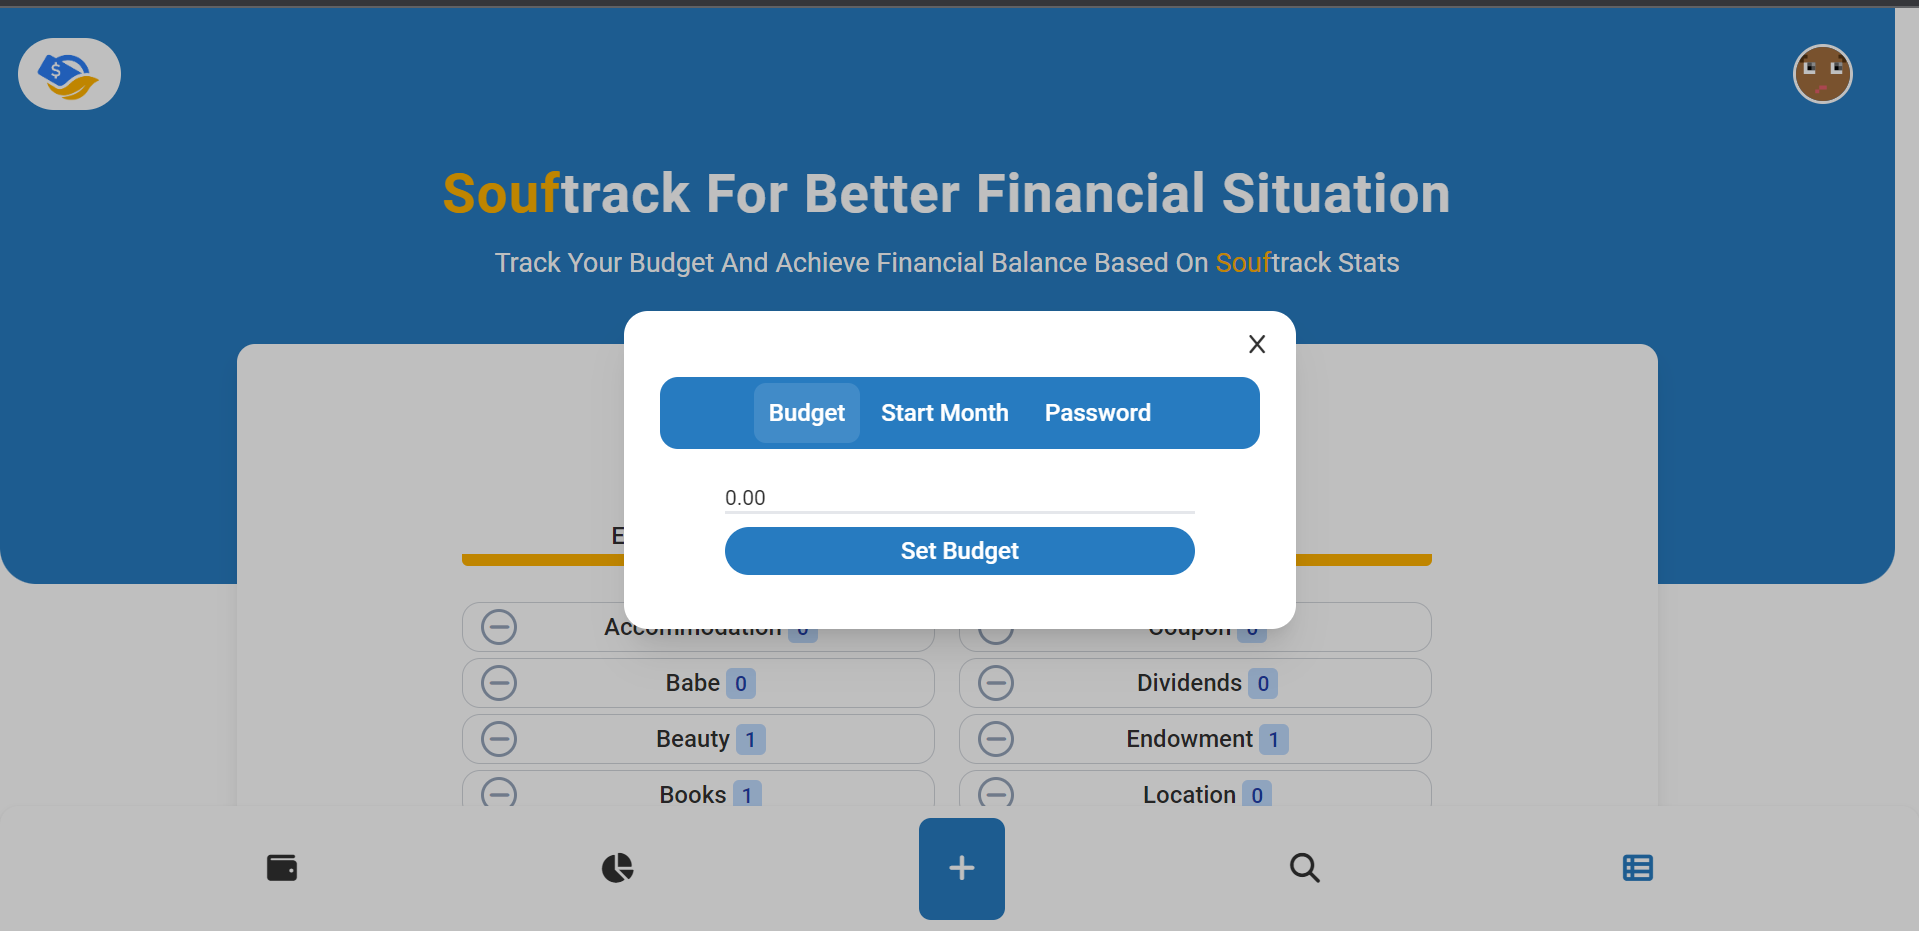 $
Souftrack For Better Financial Situation
Track Your Budget And Achieve Financial Balance Based On Souftrack Stats
X
Budget Start Month Password
0.00
Set Budget
E
Accommodation 0 Coupon 0
Babe 0 Dividends 0
Beauty 1 Endowment 1
Books 1 Location 0